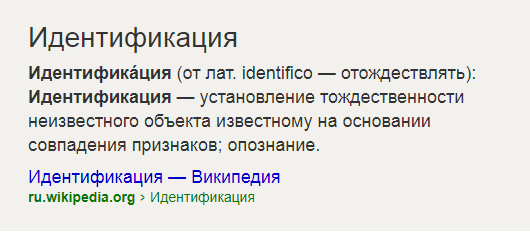 Идентификация
Идентифика́ция (от лат. identifico — отождествлять):
Идентификация — установление тождественности
неизвестного объекта известному на основании
совпадения признаков; опознание.
Идентификация — Википедия
ru.wikipedia.org › Идентификация